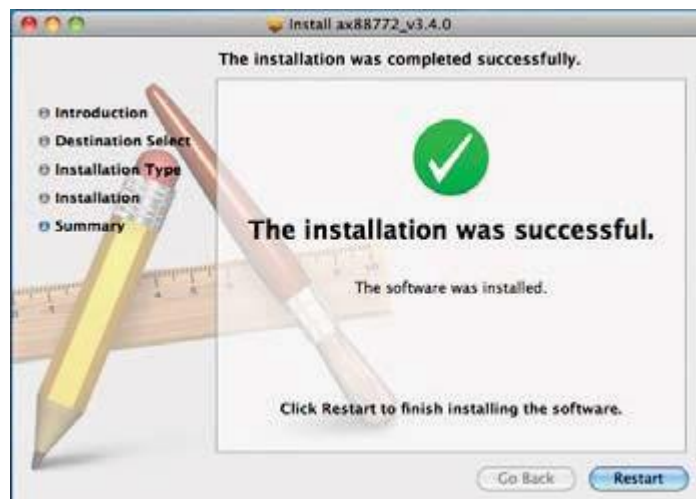 Install ax88772_v3.4.0
The installation was completed successfully.
Introduction
Destination Select
Installation Type
Installation
Summary
The installation was successful.
The software was installed.
Click Restart to finish installing the software.
Go Back
Restart